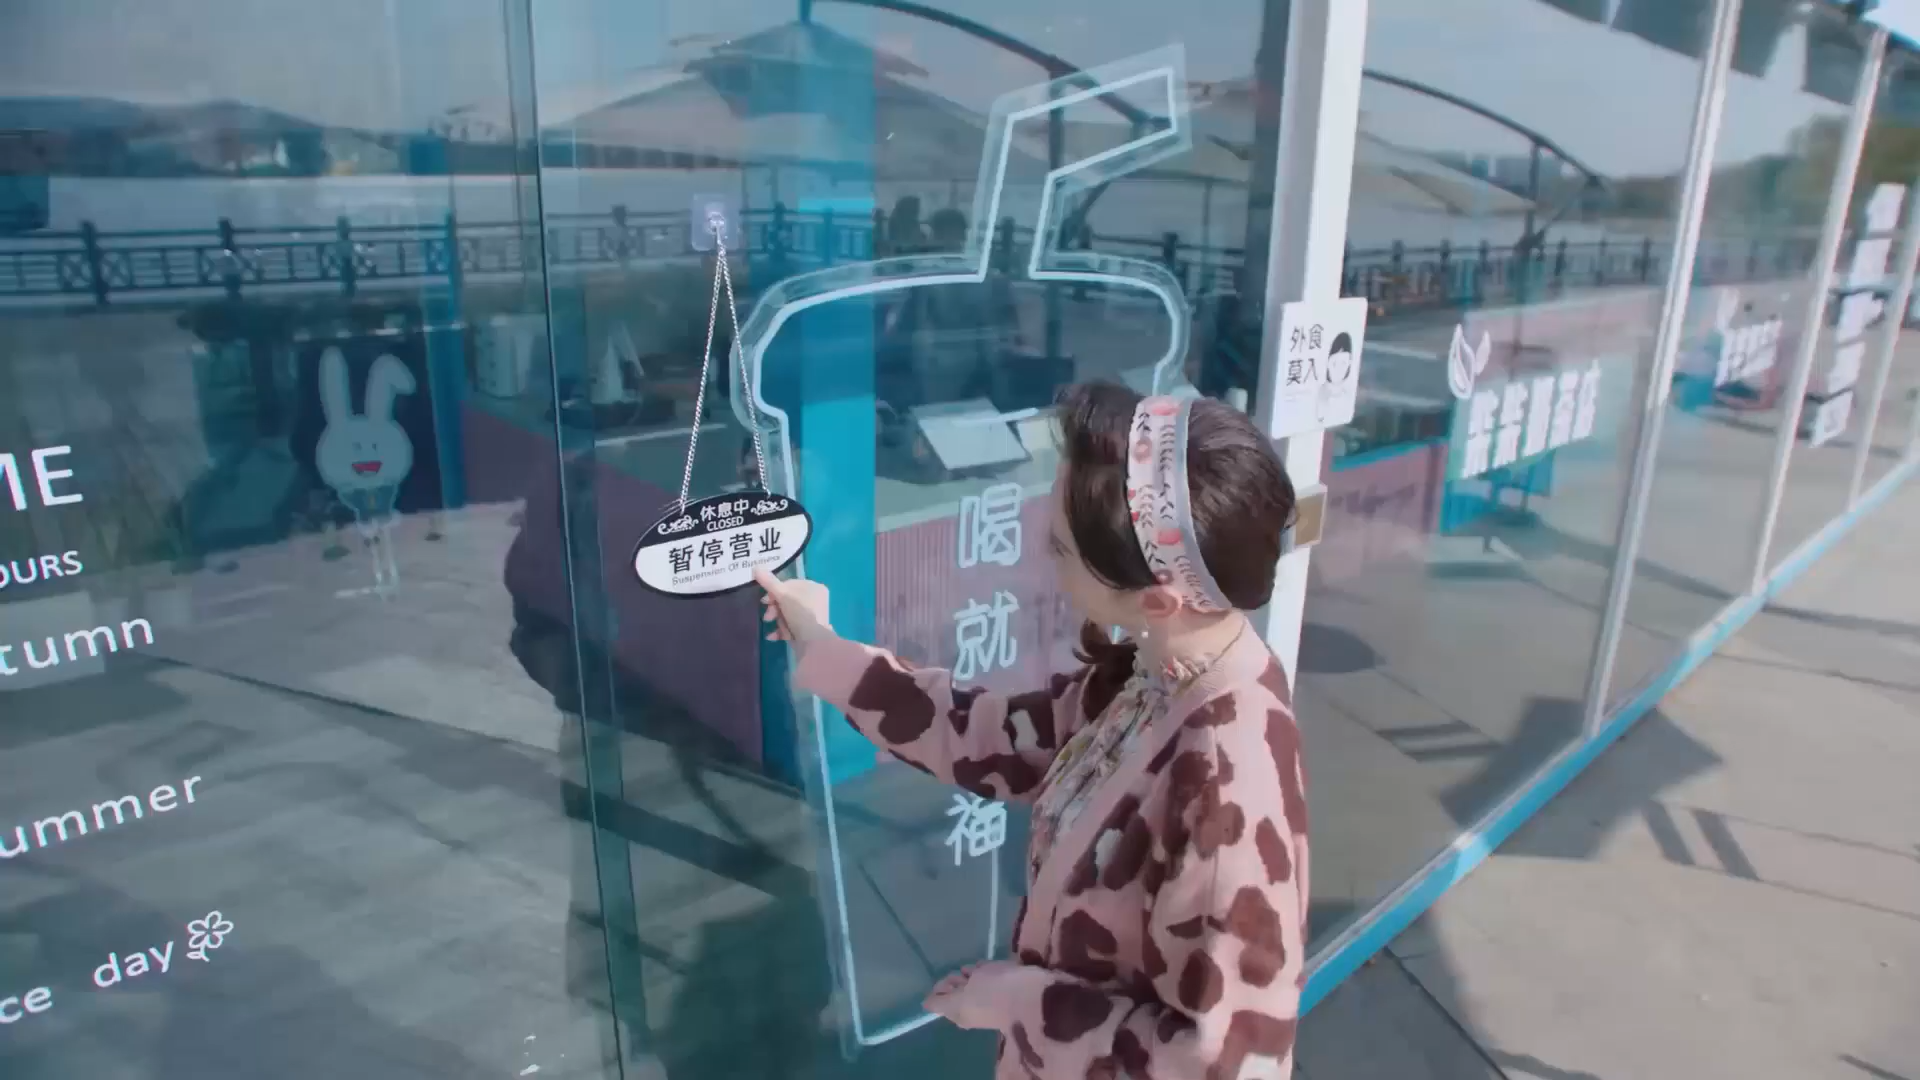 ME
OURS
tumn
ummer
ce day
休息中
CLOSED
暂停营业
Suspension Of Business
喝
就
福
外食
莫入